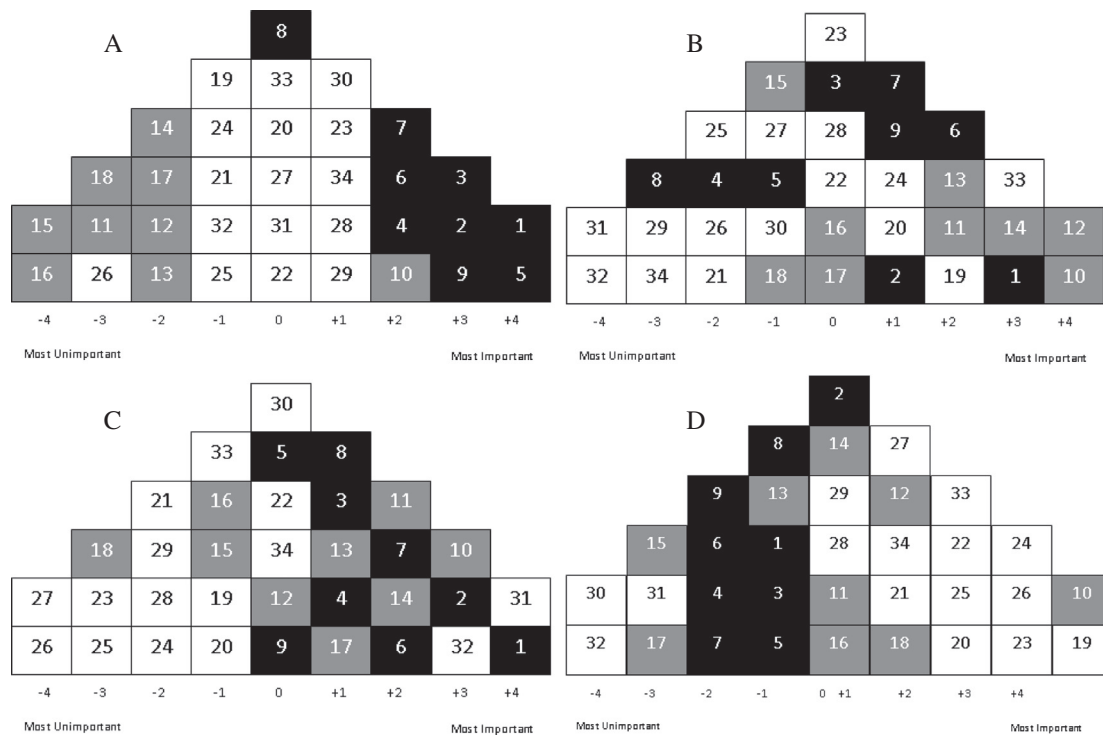 A
8
19 33 30
14 24 20 23 7
18 17 21 27 34 6 3
15 11 12 32 31 28 4 2 1
16 26 13 25 22 29 10 9 5
-4 -3 -2 -1 0 +1 +2 +3 +4
Most Unimportant Most Important
B
23
15 3 7
25 27 28 9 6
8 4 5 22 24 13 33
31 29 26 30 16 20 11 14 12
32 34 21 18 17 2 19 1 10
-4 -3 -2 -1 0 +1 +2 +3 +4
Most Unimportant Most Important
C
30
33 5 8
21 16 22 3 11
18 29 15 34 13 7 10
27 23 28 19 12 4 14 2 31
26 25 24 20 9 17 6 32 1
-4 -3 -2 -1 0 +1 +2 +3 +4
Most Unimportant Most Important
D
2
8 14 27
9 13 29 12 33
15 6 1 28 34 22 24
30 31 4 3 11 21 25 26 10
32 17 7 5 16 18 20 23 19
-4 -3 -2 -1 0 +1 +2 +3 +4
Most Unimportant Most Important